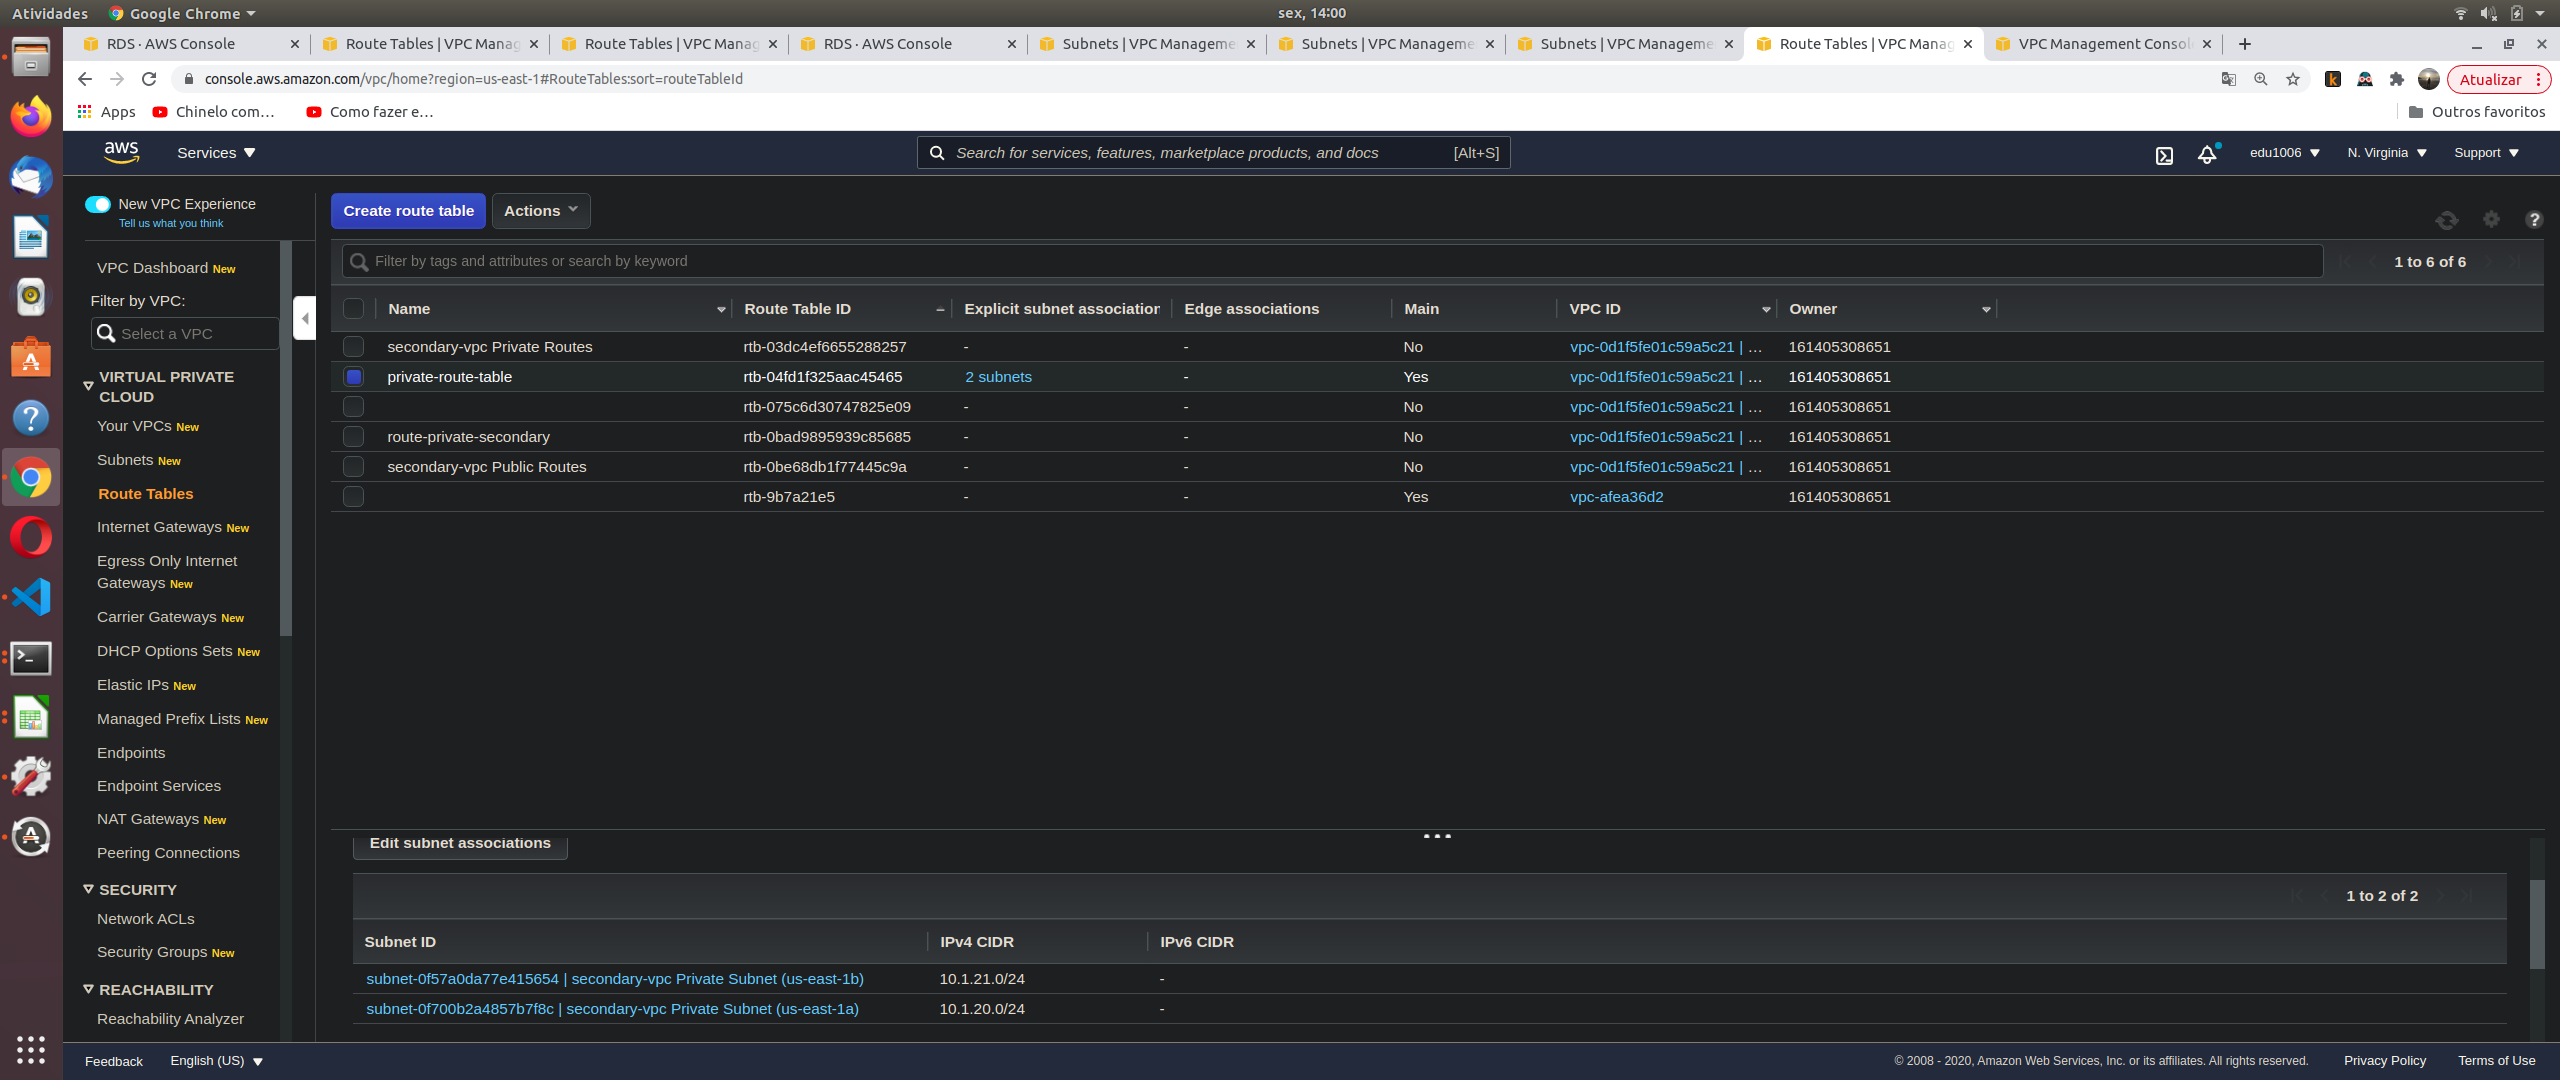 Atividades Google Chrome sex, 14:00
RDS · AWS Console Route Tables | VPC Manag Route Tables | VPC Manag RDS · AWS Console Subnets | VPC Manageme Subnets | VPC Manageme Subnets | VPC Manageme Route Tables | VPC Manag VPC Management Consol
console.aws.amazon.com/vpc/home?region=us-east-1#RouteTables:sort=routeTableId Atualizar
Apps Chinelo com… Como fazer e… Outros favoritos
aws Services Search for services, features, marketplace products, and docs [Alt+S] edu1006 N. Virginia Support
New VPC Experience
Tell us what you think
VPC Dashboard New
Filter by VPC:
Select a VPC
VIRTUAL PRIVATE
CLOUD
Your VPCs New
Subnets New
Route Tables
Internet Gateways New
Egress Only Internet
Gateways New
Carrier Gateways New
DHCP Options Sets New
Elastic IPs New
Managed Prefix Lists New
Endpoints
Endpoint Services
NAT Gateways New
Peering Connections
SECURITY
Network ACLs
Security Groups New
REACHABILITY
Reachability Analyzer
Create route table Actions
Filter by tags and attributes or search by keyword 1 to 6 of 6
Name Route Table ID Explicit subnet association Edge associations Main VPC ID Owner
secondary-vpc Private Routes rtb-03dc4ef6655288257 - - No vpc-0d1f5fe01c59a5c21 | … 161405308651
private-route-table rtb-04fd1f325aac45465 2 subnets - Yes vpc-0d1f5fe01c59a5c21 | … 161405308651
rtb-075c6d30747825e09 - - No vpc-0d1f5fe01c59a5c21 | … 161405308651
route-private-secondary rtb-0bad9895939c85685 - - No vpc-0d1f5fe01c59a5c21 | … 161405308651
secondary-vpc Public Routes rtb-0be68db1f77445c9a - - No vpc-0d1f5fe01c59a5c21 | … 161405308651
rtb-9b7a21e5 - - Yes vpc-afea36d2 161405308651
Edit subnet associations
1 to 2 of 2
Subnet ID IPv4 CIDR IPv6 CIDR
subnet-0f57a0da77e415654 | secondary-vpc Private Subnet (us-east-1b) 10.1.21.0/24 -
subnet-0f700b2a4857b7f8c | secondary-vpc Private Subnet (us-east-1a) 10.1.20.0/24 -
Feedback English (US) © 2008 - 2020, Amazon Web Services, Inc. or its affiliates. All rights reserved. Privacy Policy Terms of Use